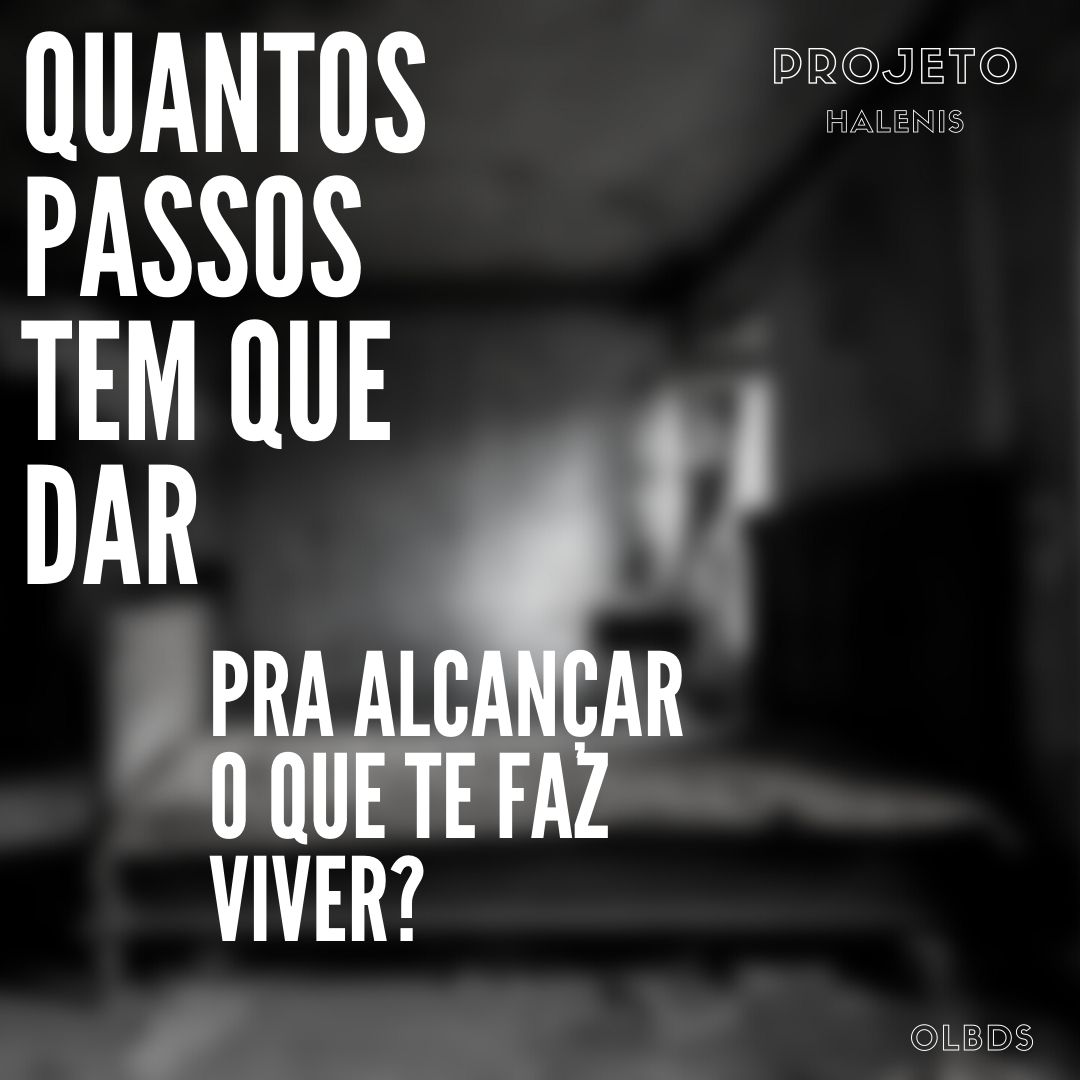 QUANTOS
PASSOS
TEM QUE
DAR
PRA ALCANÇAR
O QUE TE FAZ
VIVER?
PROJETO
HALENIS
OLBDS